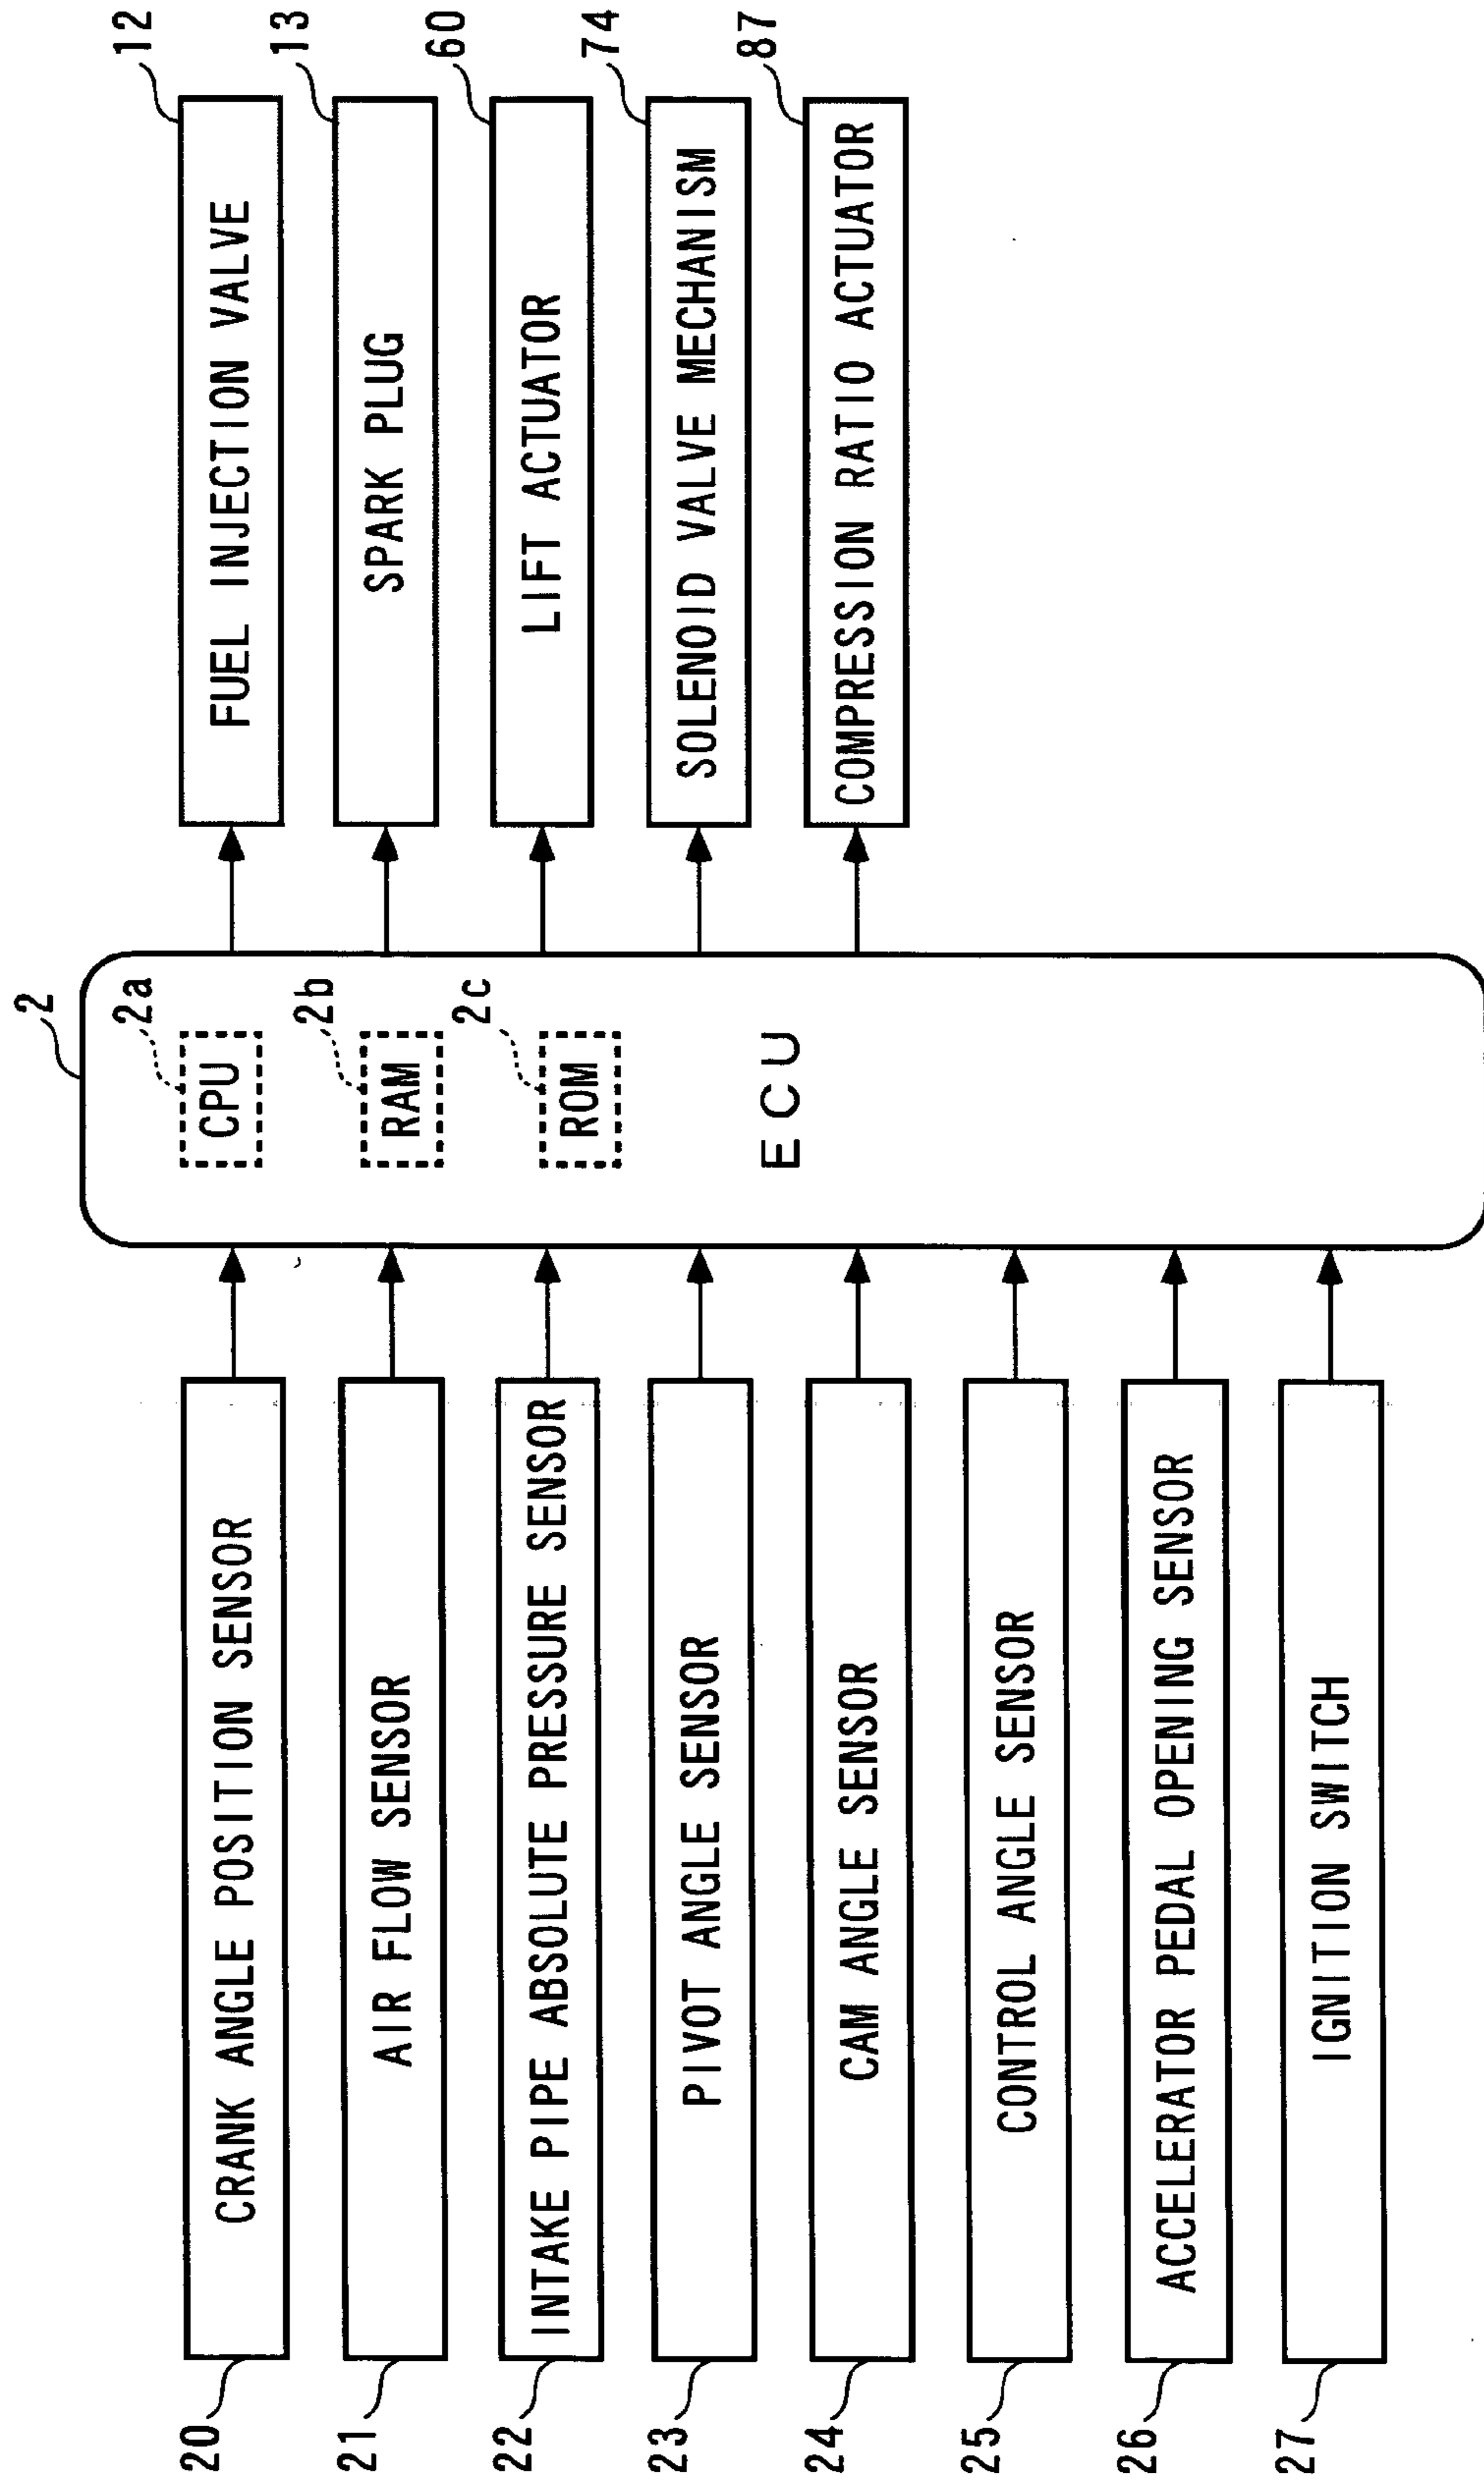 20
CRANK ANGLE POSITION SENSOR
21
AIR FLOW SENSOR
22
INTAKE PIPE ABSOLUTE PRESSURE SENSOR
23
PIVOT ANGLE SENSOR
24
CAM ANGLE SENSOR
25
CONTROL ANGLE SENSOR
26
ACCELERATOR PEDAL OPENING SENSOR
27
IGNITION SWITCH
2
2a
CPU
2b
RAM
2c
ROM
ECU
12
FUEL INJECTION VALVE
13
SPARK PLUG
60
LIFT ACTUATOR
74
SOLENOID VALVE MECHANISM
87
COMPRESSION RATIO ACTUATOR